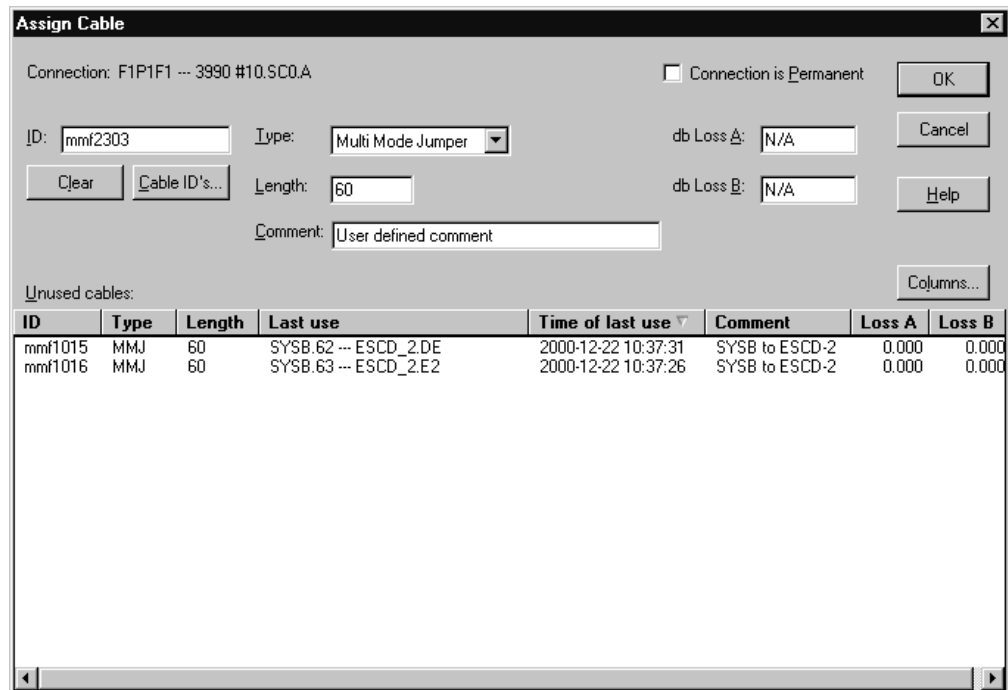 Assign Cable
Connection: F1P1F1 --- 3990 #10.SC0.A
Connection is Permanent
OK
ID: mmf2303
Type: Multi Mode Jumper
db Loss A: N/A
Cancel
Clear
Cable ID's...
Length: 60
db Loss B: N/A
Help
Comment: User defined comment
Columns...
Unused cables:
ID Type Length Last use Time of last use Comment Loss A Loss B
mmf1015 MMJ 60 SYSB.62 --- ESCD_2.DE 2000-12-22 10:37:31 SYSB to ESCD-2 0.000 0.000
mmf1016 MMJ 60 SYSB.63 --- ESCD_2.E2 2000-12-22 10:37:26 SYSB to ESCD-2 0.000 0.000